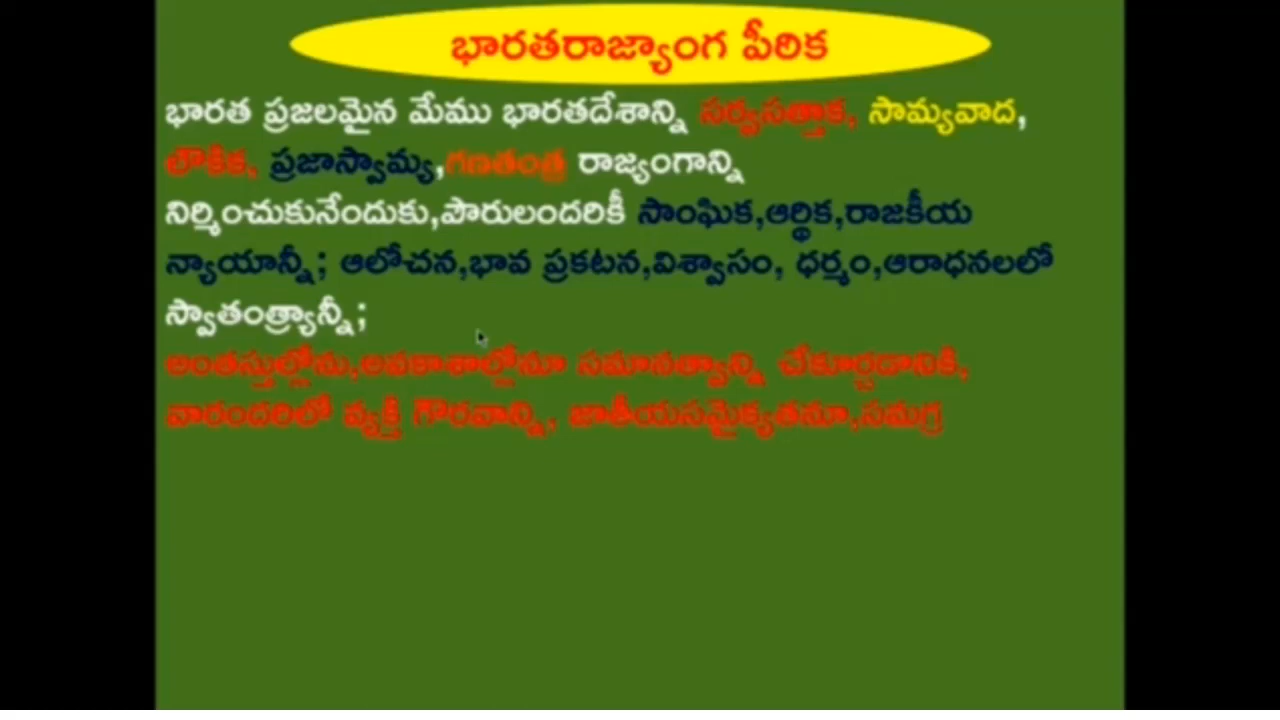 భారతరాజ్యాంగ పీఠిక
భారత ప్రజలమైన మేము భారతదేశాన్ని సర్వసత్తాక, సామ్యవాద,
లౌకిక, ప్రజాస్వామ్య,గణతంత్ర రాజ్యంగాన్ని
నిర్మించుకునేందుకు,పౌరులందరికీ సాంఘిక,ఆర్థిక,రాజకీయ
న్యాయాన్నీ; ఆలోచన,భావ ప్రకటన,విశ్వాసం, ధర్మం,ఆరాధనలలో
స్వాతంత్ర్యాన్నీ;
అంతస్తుల్లోను,అవకాశాల్లోనూ సమానత్వాన్ని చేకూర్చడానికి,
వారందరిలో వ్యక్తి గౌరవాన్ని, జాతీయసమైక్యతనూ,సమగ్ర